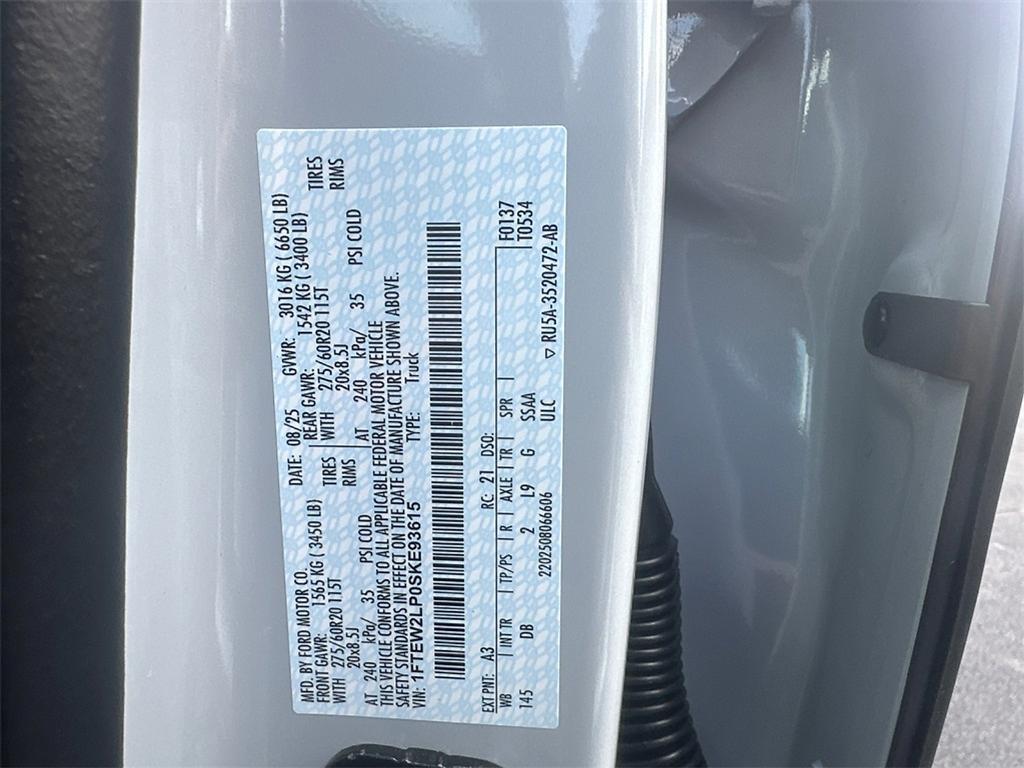 MFD. BY FORD MOTOR CO. DATE: 08/25 GVWR: 3016 KG ( 6650 LB)
FRONT GAWR: 1565 KG ( 3450 LB) REAR GAWR: 1542 KG ( 3400 LB)
WITH 275/60R20 115T TIRES WITH 275/60R20 115T TIRES
20x8.5J RIMS 20x8.5J RIMS
AT 240 kPa/ 35 PSI COLD AT 240 kPa/ 35 PSI COLD
THIS VEHICLE CONFORMS TO ALL APPLICABLE FEDERAL MOTOR VEHICLE
SAFETY STANDARDS IN EFFECT ON THE DATE OF MANUFACTURE SHOWN ABOVE.
VIN: 1FTEW2LP0SKE93615 TYPE: Truck
EXT PNT: A3 RC: 21 DSO: F0137
WB INT TR TP/PS R AXLE TR SPR T0534
145 DB 2 L9 G SSAA
2202508066606 ULC ▽ RU5A-3520472-AB